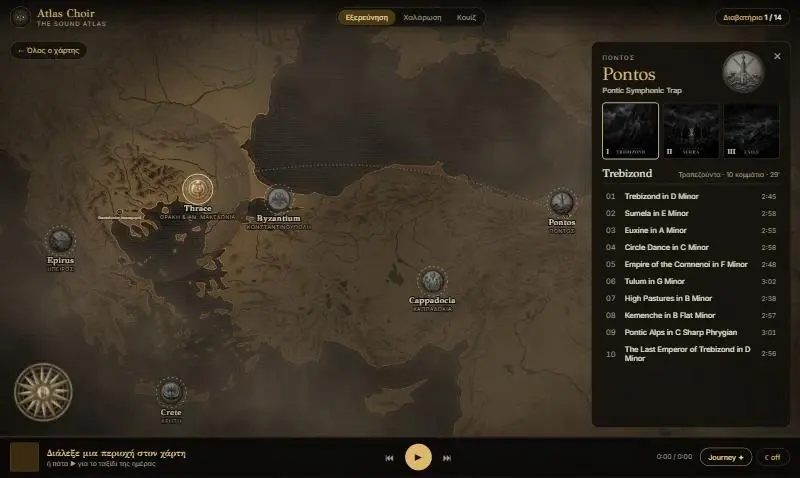 Atlas Choir
THE SOUND ATLAS
Εξερεύνηση
Χαλάρωση
Κουίζ
Διαβατήριο 1 / 14
← Όλος ο χάρτης
Thrace
ΘΡΑΚΗ & ΑΝ. ΜΑΚΕΔΟΝΙΑ
Byzantium
ΚΩΝΣΤΑΝΤΙΝΟΥΠΟΛΗ
Pontos
ΠΟΝΤΟΣ
Epirus
ΗΠΕΙΡΟΣ
Cappadocia
ΚΑΠΠΑΔΟΚΙΑ
Crete
ΚΡΗΤΗ
ΠΟΝΤΟΣ
Pontos
Pontic Symphonic Trap
I TREBIZOND
II SERRA
III EXILE
Trebizond
Τραπεζούντα · 10 κομμάτια · 29'
01 Trebizond in D Minor 2:45
02 Sumela in E Minor 2:58
03 Euxine in A Minor 2:55
04 Circle Dance in C Minor 2:58
05 Empire of the Comnenoi in F Minor 2:48
06 Tulum in G Minor 3:02
07 High Pastures in B Minor 2:38
08 Kemenche in B Flat Minor 2:57
09 Pontic Alps in C Sharp Phrygian 3:01
10 The Last Emperor of Trebizond in D Minor 2:56
Διάλεξε μια περιοχή στον χάρτη
ή πάτα ▶ για το ταξίδι της ημέρας
0:00 / 0:00
Journey ✦
☾ off